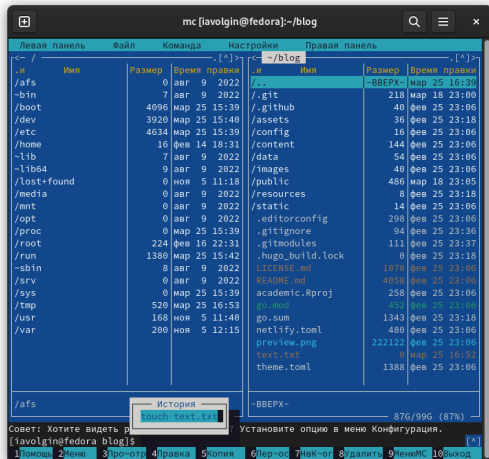 mc [iavolgin@fedora]:~/blog
Левая панель Файл Команда Настройки Правая панель
<- / .[^]> <- ~/blog .[^]>
.и Имя Размер Время правки .и Имя Размер Время правки
/afs 0 авг 9 2022 /.. -ВВЕРХ- мар 25 16:39
~bin 7 авг 9 2022 /.git 218 мар 18 23:00
/boot 4096 мар 25 15:39 /.github 40 фев 25 23:06
/dev 3920 мар 25 15:40 /assets 36 фев 25 23:18
/etc 4634 мар 25 15:39 /config 16 фев 25 23:06
/home 16 фев 14 18:31 /content 144 фев 25 23:06
~lib 7 авг 9 2022 /data 54 фев 25 23:06
~lib64 9 авг 9 2022 /images 40 фев 25 23:06
/lost+found 0 ноя 5 11:18 /public 486 мар 18 23:05
/media 0 авг 9 2022 /resources 8 фев 25 23:18
/mnt 0 авг 9 2022 /static 14 фев 25 23:06
/opt 0 авг 9 2022 .editorconfig 298 фев 25 23:06
/proc 0 мар 25 15:39 .gitignore 94 фев 25 23:36
/root 224 фев 16 22:31 .gitmodules 111 фев 25 23:37
/run 1380 мар 25 15:42 .hugo_build.lock 0 фев 25 23:18
~sbin 8 авг 9 2022 LICENSE.md 1078 фев 25 23:06
/srv 0 авг 9 2022 README.md 4058 фев 25 23:06
/sys 0 мар 25 15:39 academic.Rproj 258 фев 25 23:06
/tmp 520 мар 25 16:53 go.mod 452 фев 25 23:06
/usr 168 ноя 5 11:40 go.sum 1343 фев 25 23:18
/var 200 ноя 5 12:15 netlify.toml 480 фев 25 23:06
preview.png 222122 фев 25 23:06
text.txt 0 мар 25 16:52
theme.toml 1388 фев 25 23:06
/afs -ВВЕРХ-
История
touch text.txt
87G/99G (87%)
Совет: Хотите видеть р ? Установите опцию в меню Конфигурация.
[iavolgin@fedora blog]$ [^]
1Помощь 2Меню 3Про~отр 4Правка 5Копия 6Пер~ос 7НвК~ог 8Удалить 9МенюMC 10Выход